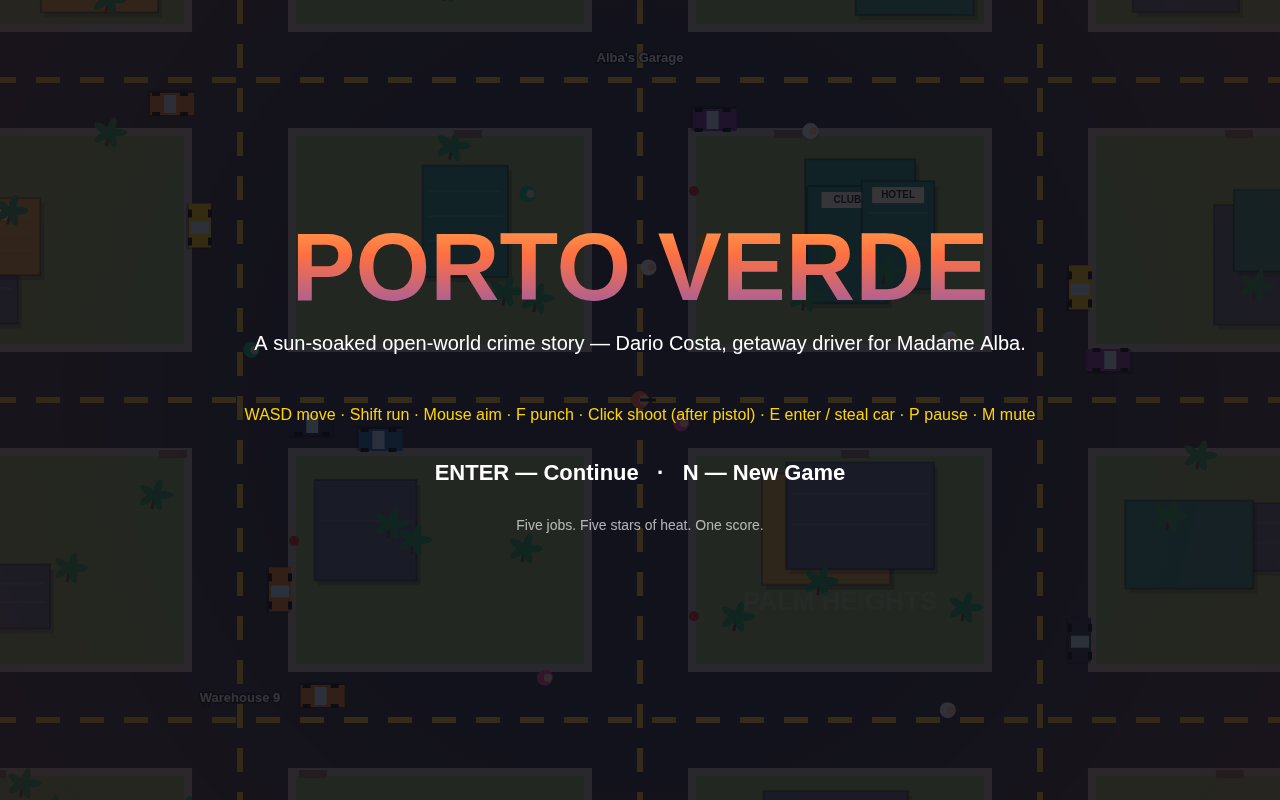 Alba's Garage
CLUB
HOTEL
PORTO VERDE
A sun-soaked open-world crime story — Dario Costa, getaway driver for Madame Alba.
WASD move · Shift run · Mouse aim · F punch · Click shoot (after pistol) · E enter / steal car · P pause · M mute
ENTER — Continue · N — New Game
Five jobs. Five stars of heat. One score.
PALM HEIGHTS
Warehouse 9